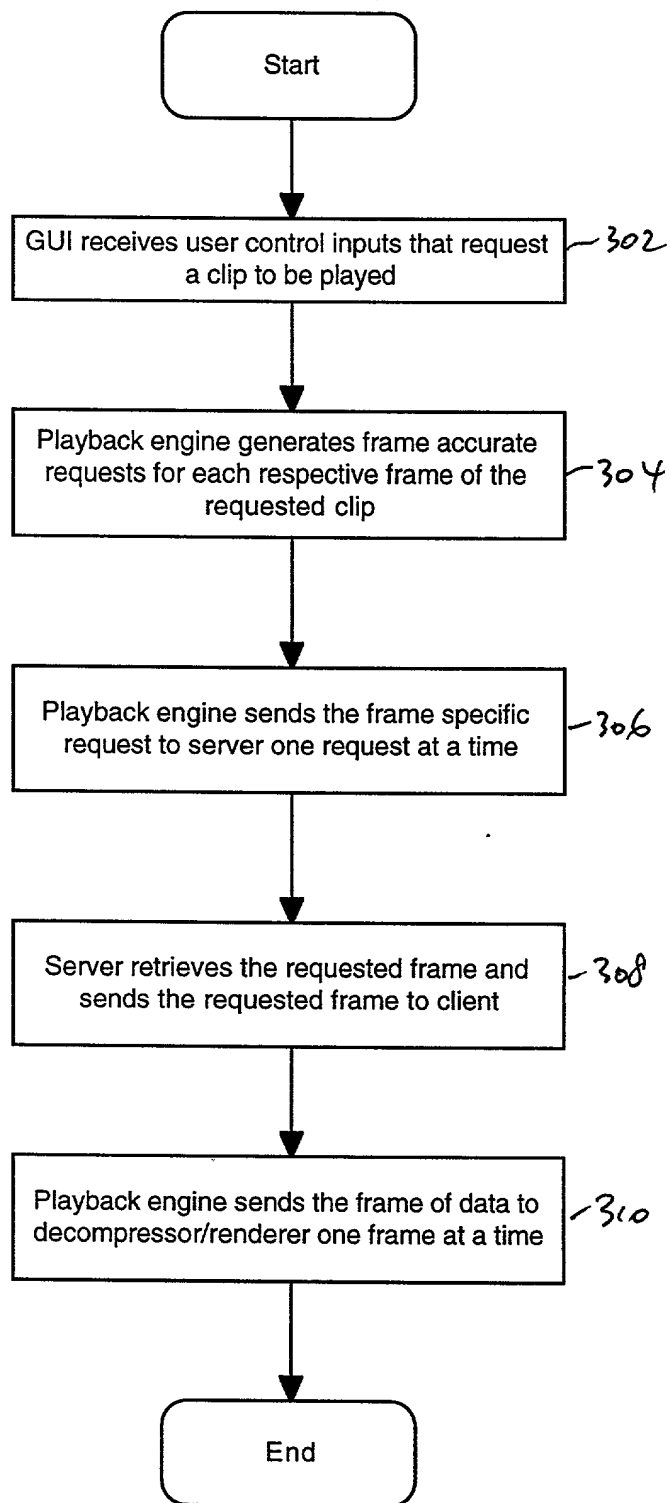 Start
GUI receives user control inputs that request
a clip to be played
302
Playback engine generates frame accurate
requests for each respective frame of the
requested clip
304
Playback engine sends the frame specific
request to server one request at a time
306
Server retrieves the requested frame and
sends the requested frame to client
308
Playback engine sends the frame of data to
decompressor/renderer one frame at a time
310
End